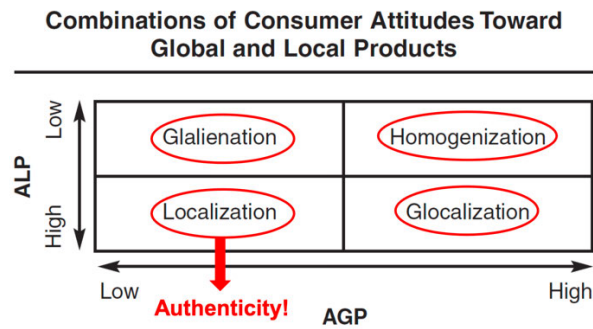 Combinations of Consumer Attitudes Toward
Global and Local Products
Low
Glalienation
Homogenization
ALP
High
Localization
Glocalization
Low
High
Authenticity!
AGP